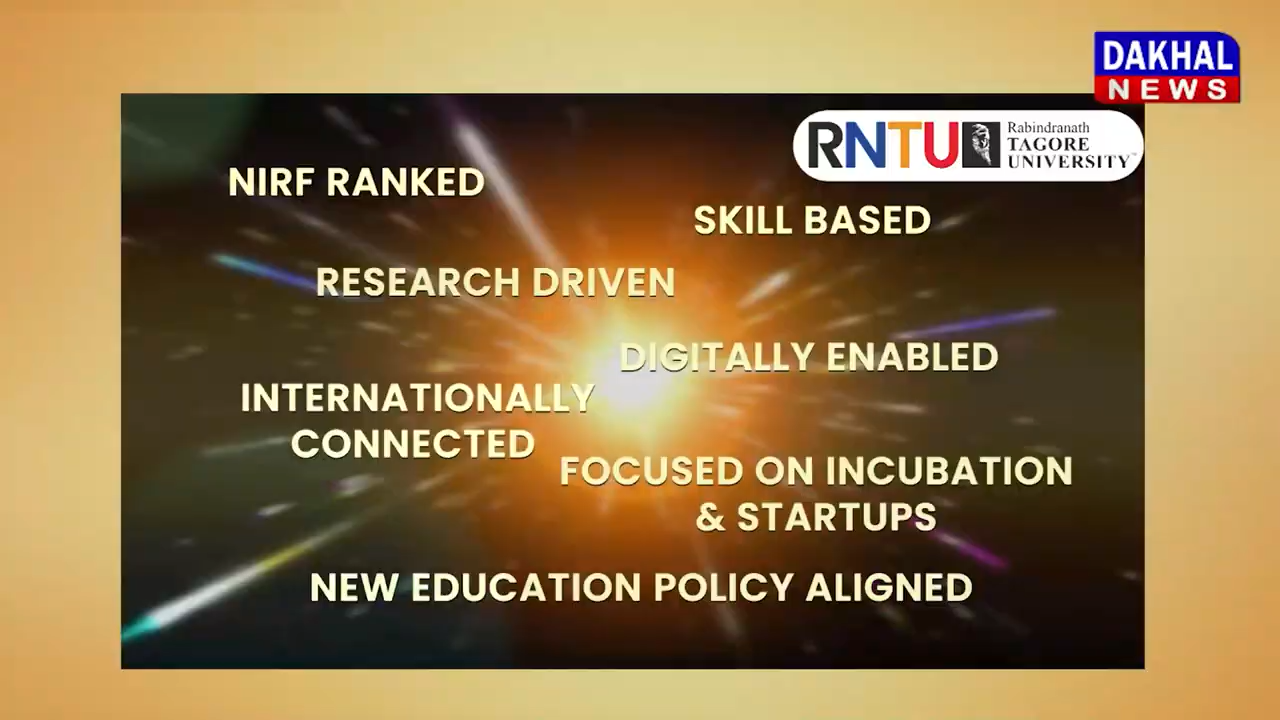 DAKHAL
NEWS
RNTU
Rabindranath
TAGORE
UNIVERSITY™
NIRF RANKED
SKILL BASED
RESEARCH DRIVEN
DIGITALLY ENABLED
INTERNATIONALLY
CONNECTED
FOCUSED ON INCUBATION
& STARTUPS
NEW EDUCATION POLICY ALIGNED